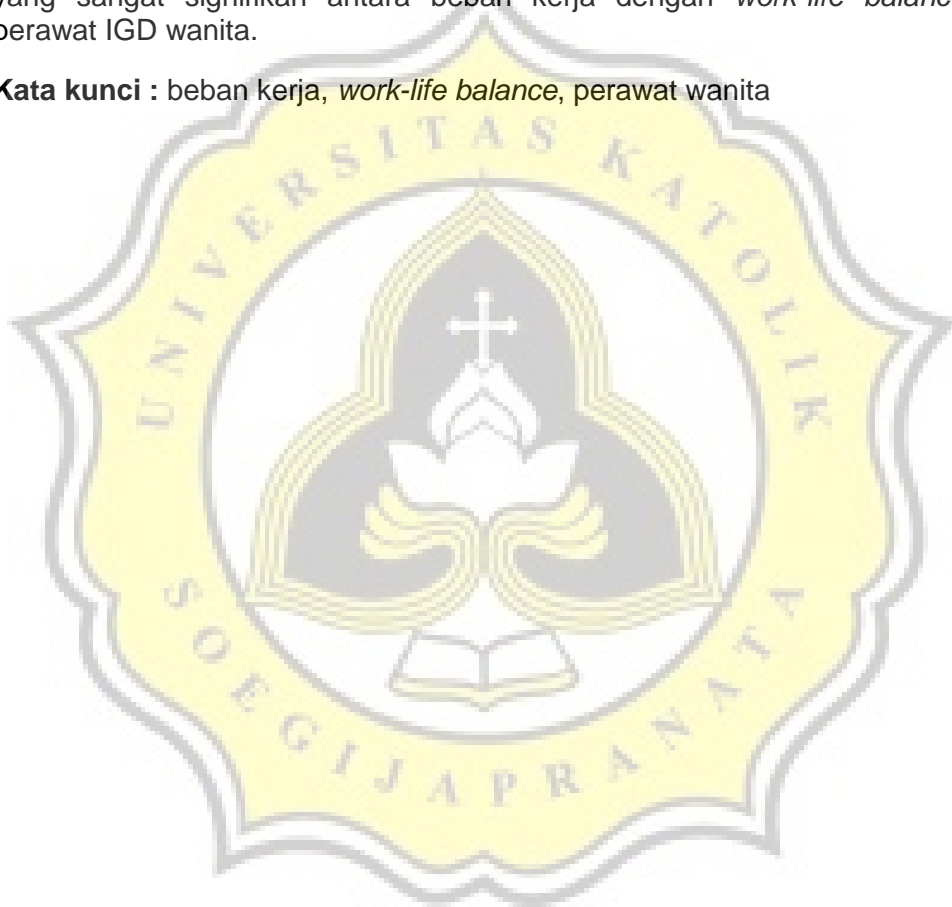 yang sangat signifikan antara beban kerja dengan work-life balanc
perawat IGD wanita.
Kata kunci : beban kerja, work-life balance, perawat wanita
UNIVERSITAS KATOLIK
SOEGIJAPRANATA